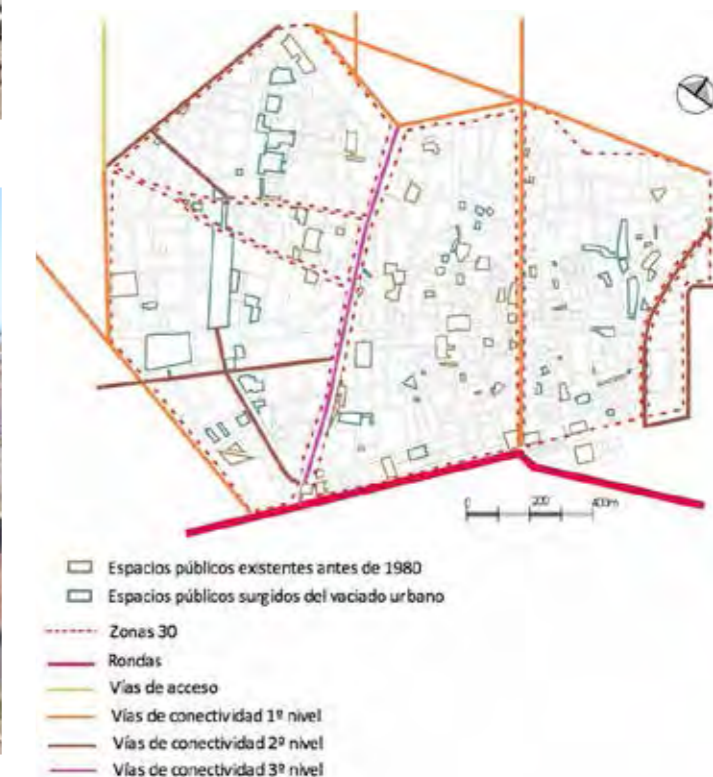 0 200 400m
Espacios públicos existentes antes de 1980
Espacios públicos surgidos del vaciado urbano
Zonas 30
Rondas
Vías de acceso
Vías de conectividad 1º nivel
Vías de conectividad 2º nivel
Vías de conectividad 3º nivel